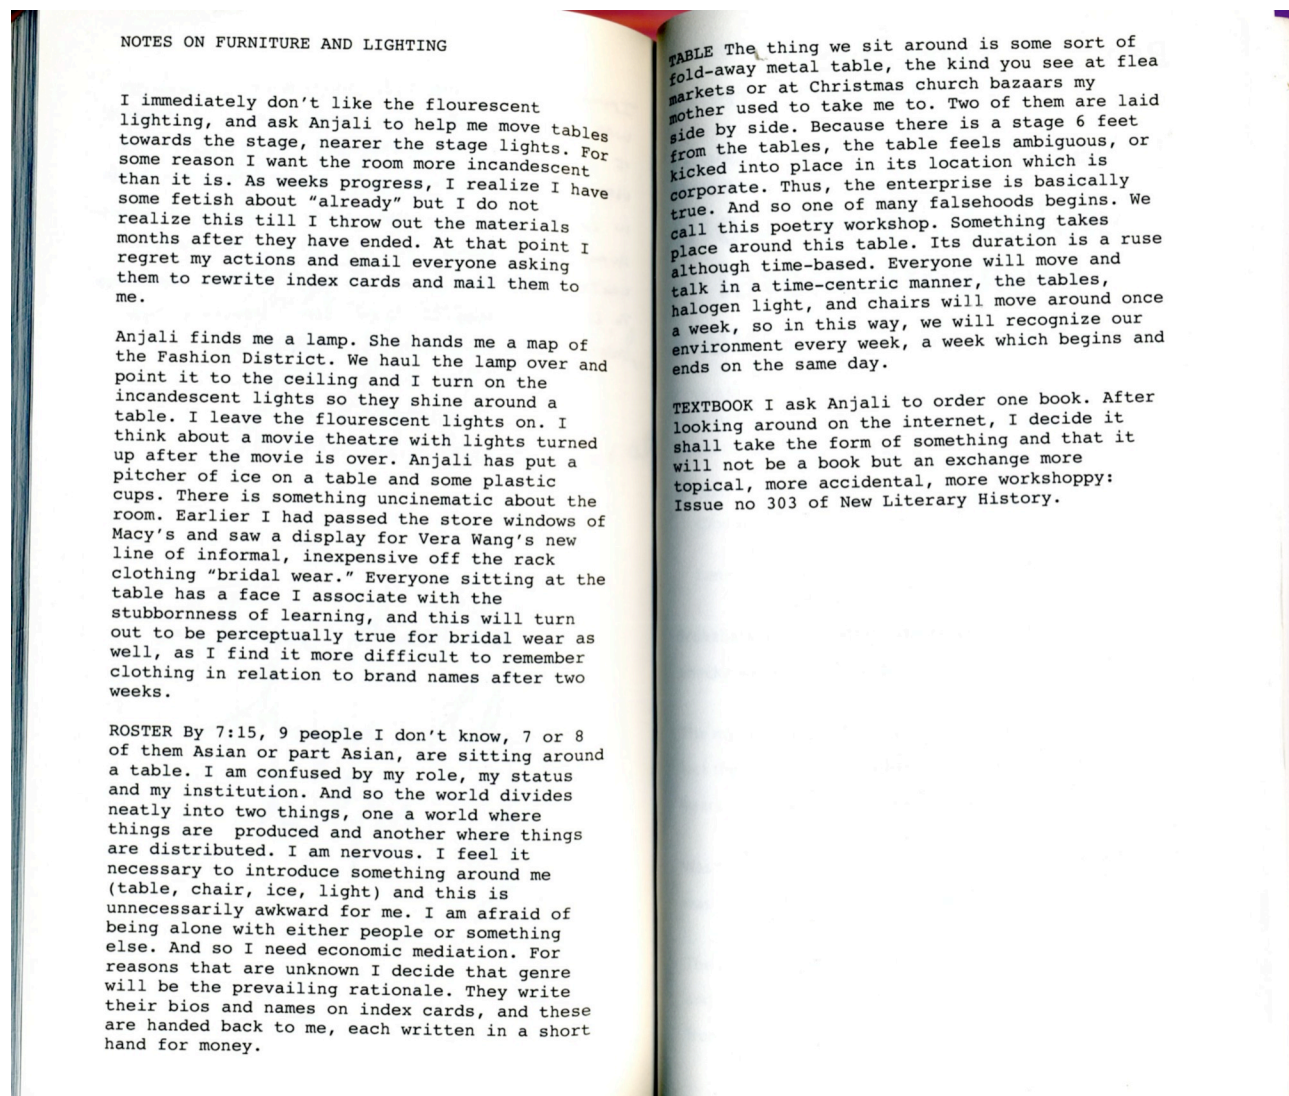 NOTES ON FURNITURE AND LIGHTING
I immediately don't like the flourescent
lighting, and ask Anjali to help me move tables
towards the stage, nearer the stage lights. For
some reason I want the room more incandescent
than it is. As weeks progress, I realize I have
some fetish about “already” but I do not
realize this till I throw out the materials
months after they have ended. At that point I
regret my actions and email everyone asking
them to rewrite index cards and mail them to
me.
Anjali finds me a lamp. She hands me a map of
the Fashion District. We haul the lamp over and
point it to the ceiling and I turn on the
incandescent lights so they shine around a
table. I leave the flourescent lights on. I
think about a movie theatre with lights turned
up after the movie is over. Anjali has put a
pitcher of ice on a table and some plastic
cups. There is something uncinematic about the
room. Earlier I had passed the store windows of
Macy's and saw a display for Vera Wang's new
line of informal, inexpensive off the rack
clothing “bridal wear.” Everyone sitting at the
table has a face I associate with the
stubbornness of learning, and this will turn
out to be perceptually true for bridal wear as
well, as I find it more difficult to remember
clothing in relation to brand names after two
weeks.
ROSTER By 7:15, 9 people I don't know, 7 or 8
of them Asian or part Asian, are sitting around
a table. I am confused by my role, my status
and my institution. And so the world divides
neatly into two things, one a world where
things are  produced and another where things
are distributed. I am nervous. I feel it
necessary to introduce something around me
(table, chair, ice, light) and this is
unnecessarily awkward for me. I am afraid of
being alone with either people or something
else. And so I need economic mediation. For
reasons that are unknown I decide that genre
will be the prevailing rationale. They write
their bios and names on index cards, and these
are handed back to me, each written in a short
hand for money.
TABLE The thing we sit around is some sort of
fold-away metal table, the kind you see at flea
markets or at Christmas church bazaars my
mother used to take me to. Two of them are laid
side by side. Because there is a stage 6 feet
from the tables, the table feels ambiguous, or
kicked into place in its location which is
corporate. Thus, the enterprise is basically
true. And so one of many falsehoods begins. We
call this poetry workshop. Something takes
place around this table. Its duration is a ruse
although time-based. Everyone will move and
talk in a time-centric manner, the tables,
halogen light, and chairs will move around once
a week, so in this way, we will recognize our
environment every week, a week which begins and
ends on the same day.
TEXTBOOK I ask Anjali to order one book. After
looking around on the internet, I decide it
shall take the form of something and that it
will not be a book but an exchange more
topical, more accidental, more workshoppy:
Issue no 303 of New Literary History.